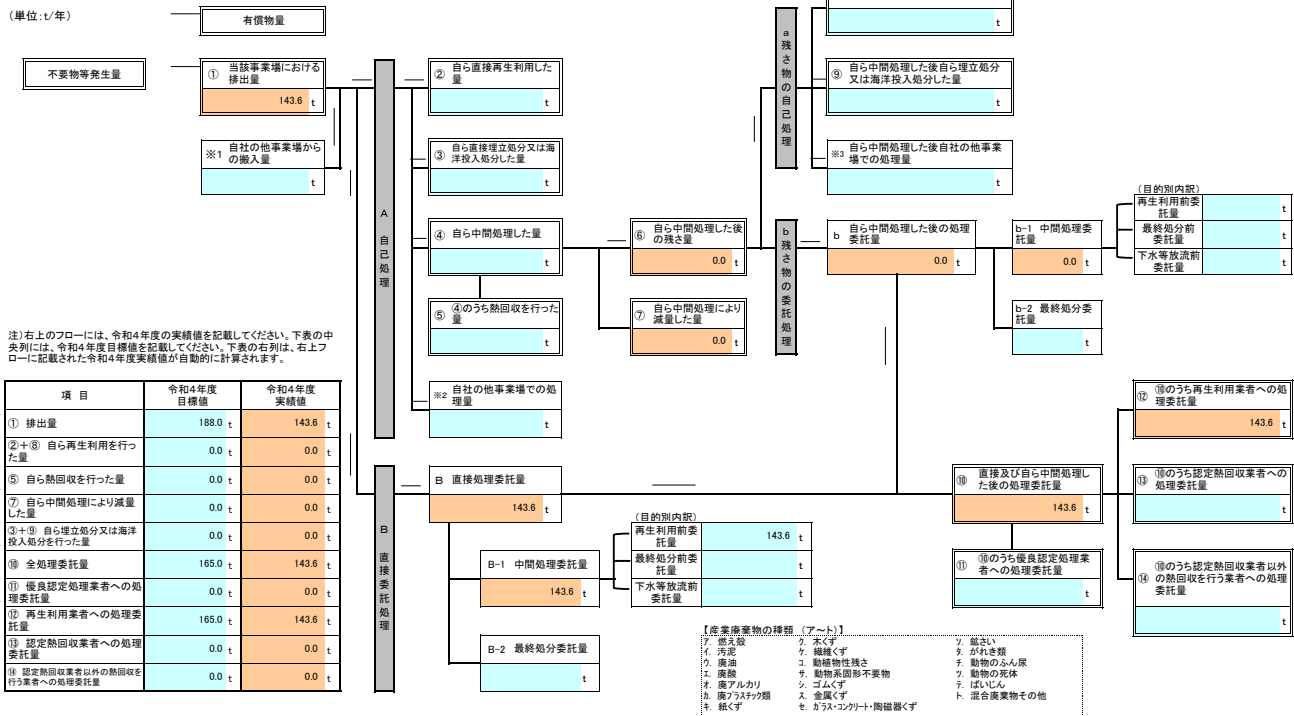 （単位：t/年）
有償物量
不要物等発生量
① 当該事業場における
排出量
143.6 t
※1 自社の他事業場から
の搬入量
t
A 自己処理
② 自ら直接再生利用した
量
t
③ 自ら直接埋立処分又は海
洋投入処分した量
t
④ 自ら中間処理した量
t
⑤ ④のうち熱回収を行った
量
t
※2 自社の他事業場での処
理量
t
⑥ 自ら中間処理した後
の残さ量
0.0 t
⑦ 自ら中間処理により
減量した量
0.0 t
a 残さ物の自己処理
t
⑨ 自ら中間処理した後自ら埋立処分
又は海洋投入処分した量
t
※3 自ら中間処理した後自社の他事業
場での処理量
t
b 残さ物の委託処理
b 自ら中間処理した後の処理
委託量
0.0 t
b-1 中間処理委
託量
0.0 t
（目的別内訳）
再生利用前委
託量 t
最終処分前
委託量 t
下水等放流前
委託量 t
b-2 最終処分委
託量
t
注）右上のフローには、令和4年度の実績値を記載してください。下表の中
央列には、令和4年度目標値を記載してください。下表の右列は、右上フ
ローに記載された令和4年度実績値が自動的に計算されます。
項 目 令和4年度
目標値 令和4年度
実績値
① 排出量 188.0 t 143.6 t
②＋⑧ 自ら再生利用を行っ
た量 0.0 t 0.0 t
⑤ 自ら熱回収を行った量 0.0 t 0.0 t
⑦ 自ら中間処理により減量
した量 0.0 t 0.0 t
③＋⑨ 自ら埋立処分又は海洋
投入処分を行った量 0.0 t 0.0 t
⑩ 全処理委託量 165.0 t 143.6 t
⑪ 優良認定処理業者への処
理委託量 0.0 t 0.0 t
⑫ 再生利用業者への処理委
託量 165.0 t 143.6 t
⑬ 認定熱回収業者への処理
委託量 0.0 t 0.0 t
⑭ 認定熱回収業者以外の熱回収を
行う業者への処理委託量 0.0 t 0.0 t
B 直接委託処理
B 直接処理委託量
143.6 t
B-1 中間処理委託量
143.6 t
（目的別内訳）
再生利用前委
託量 143.6 t
最終処分前委
託量 t
下水等放流前
委託量 t
B-2 最終処分委託量
t
⑩ 直接及び自ら中間処理し
た後の処理委託量
143.6 t
⑪ ⑩のうち優良認定処理業
者への処理委託量
t
⑫ ⑩のうち再生利用業者への処
理委託量
143.6 t
⑬ ⑩のうち認定熱回収業者への
処理委託量
t
⑭ ⑩のうち認定熱回収業者以外
の熱回収を行う業者への処理
委託量
t
【産業廃棄物の種類 （ア～ト）】
ア. 燃え殻 ク. 木くず ソ. 鉱さい
イ. 汚泥 ケ. 繊維くず タ. がれき類
ウ. 廃油 コ. 動植物性残さ チ. 動物のふん尿
エ. 廃酸 サ. 動物系固形不要物 ツ. 動物の死体
オ. 廃アルカリ シ. ゴムくず テ. ばいじん
カ. 廃プラスチック類 ス. 金属くず ト. 混合廃棄物その他
キ. 紙くず セ. ガラス・コンクリート・陶磁器くず